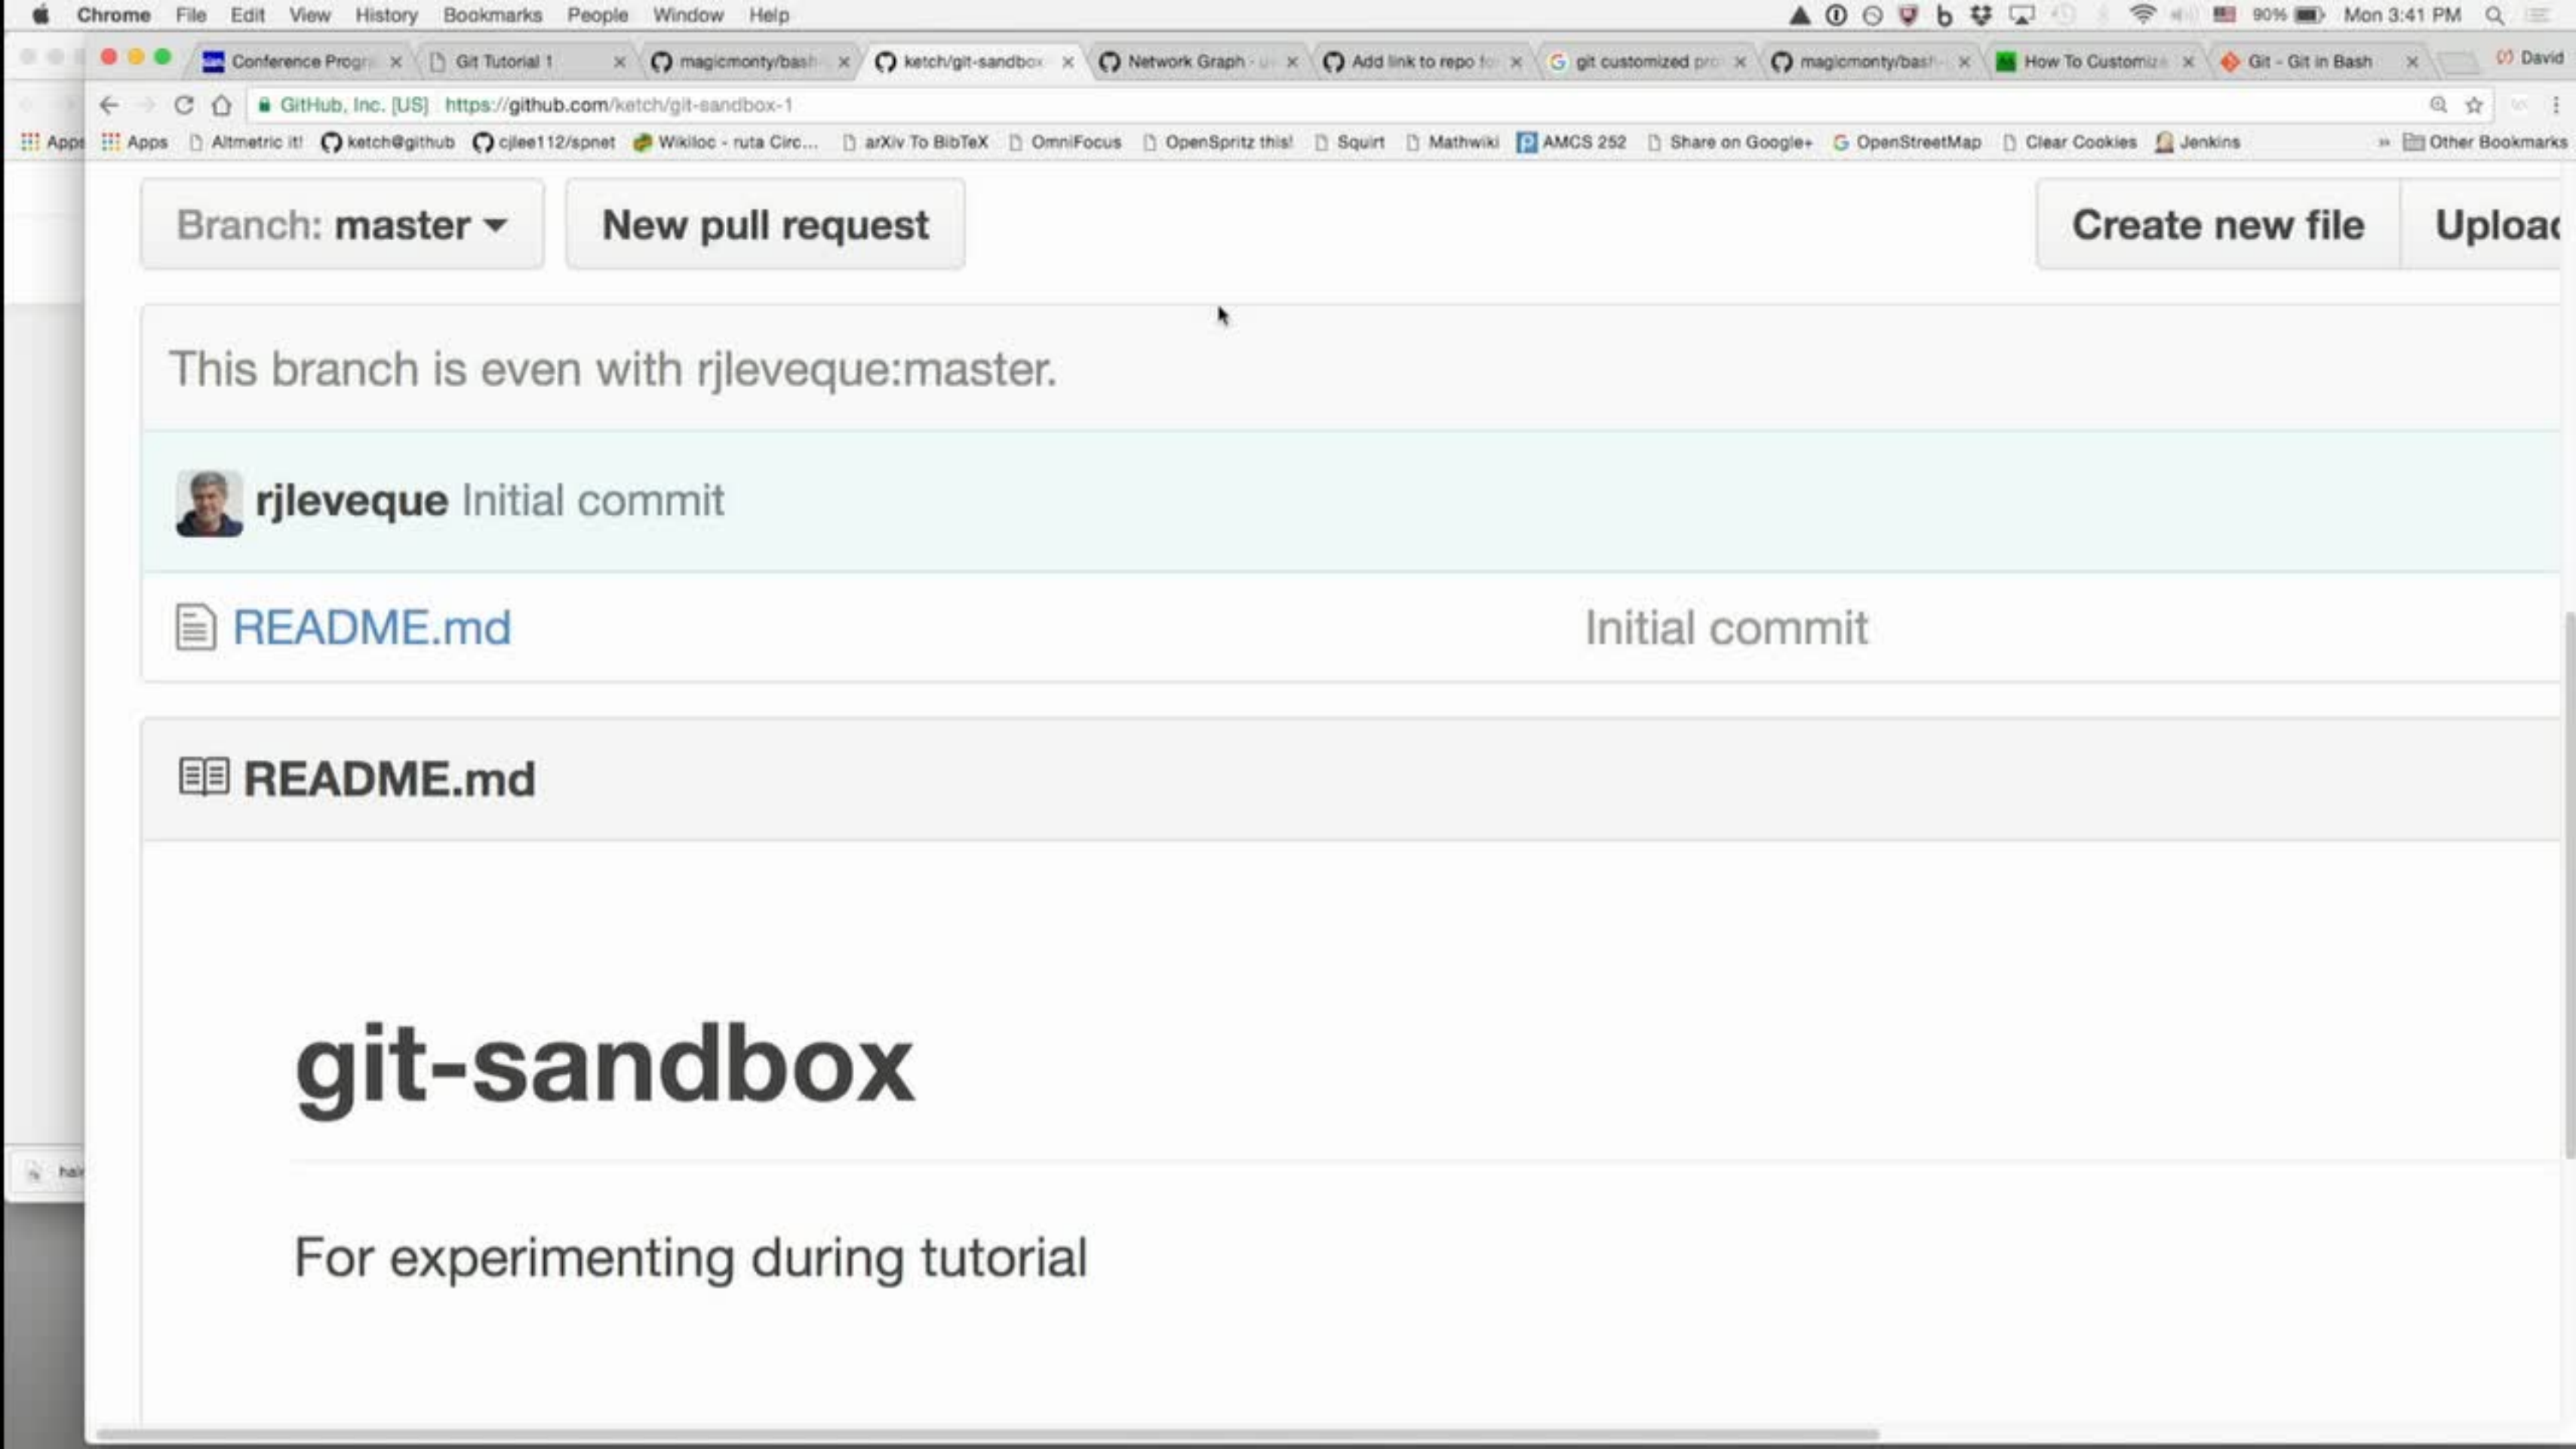 Chrome File Edit View History Bookmarks People Window Help 90% Mon 3:41 PM
Conference Progr Git Tutorial 1 magicmonty/bash ketch/git-sandbox Network Graph Add link to repo fo git customized pro magicmonty/bash How To Customiz Git - Git in Bash David
GitHub, Inc. [US] https://github.com/ketch/git-sandbox-1
Apps Apps Altmetric it! ketch@github cjlee112/spnet Wikiloc - ruta Circ... arXiv To BibTeX OmniFocus OpenSpritz this! Squirt Mathwiki AMCS 252 Share on Google+ OpenStreetMap Clear Cookies Jenkins » Other Bookmarks
Branch: master New pull request Create new file Upload
This branch is even with rjleveque:master.
rjleveque Initial commit
README.md Initial commit
README.md
git-sandbox
For experimenting during tutorial